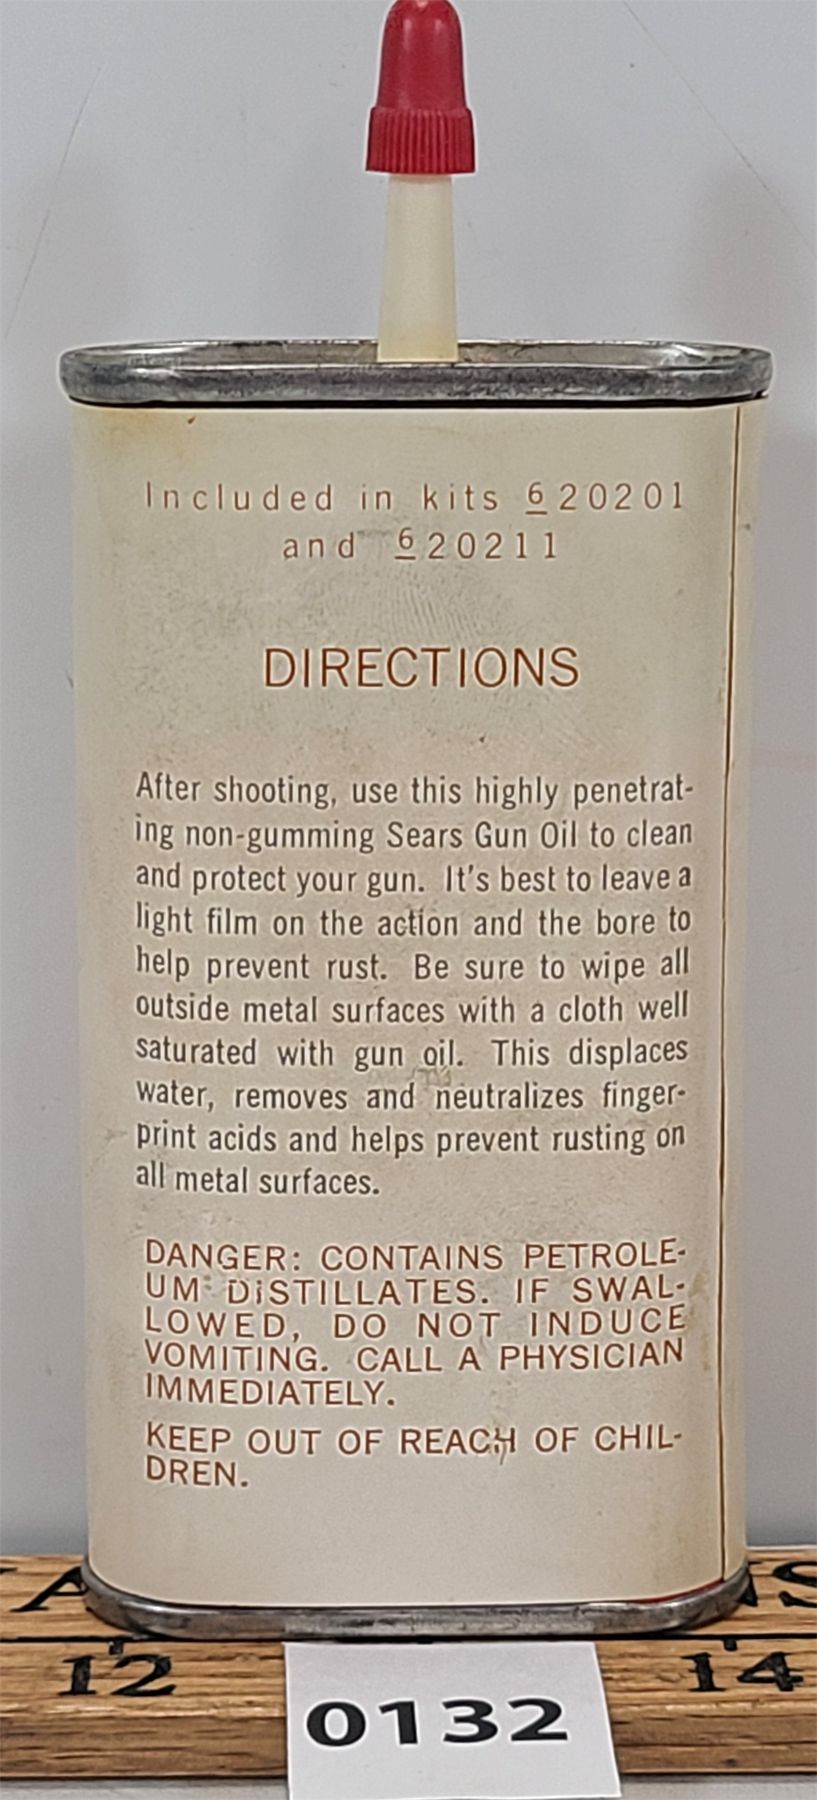 Included in kits 620201
and 620211
DIRECTIONS
After shooting, use this highly penetrat-
ing non-gumming Sears Gun Oil to clean
and protect your gun. It's best to leave a
light film on the action and the bore to
help prevent rust. Be sure to wipe all
outside metal surfaces with a cloth well
saturated with gun oil. This displaces
water, removes and neutralizes finger-
print acids and helps prevent rusting on
all metal surfaces.
DANGER: CONTAINS PETROLE-
UM DiSTILLATES. IF SWAL-
LOWED, DO NOT INDUCE
VOMITING. CALL A PHYSICIAN
IMMEDIATELY.
KEEP OUT OF REACH OF CHIL-
DREN.
12 14
0132